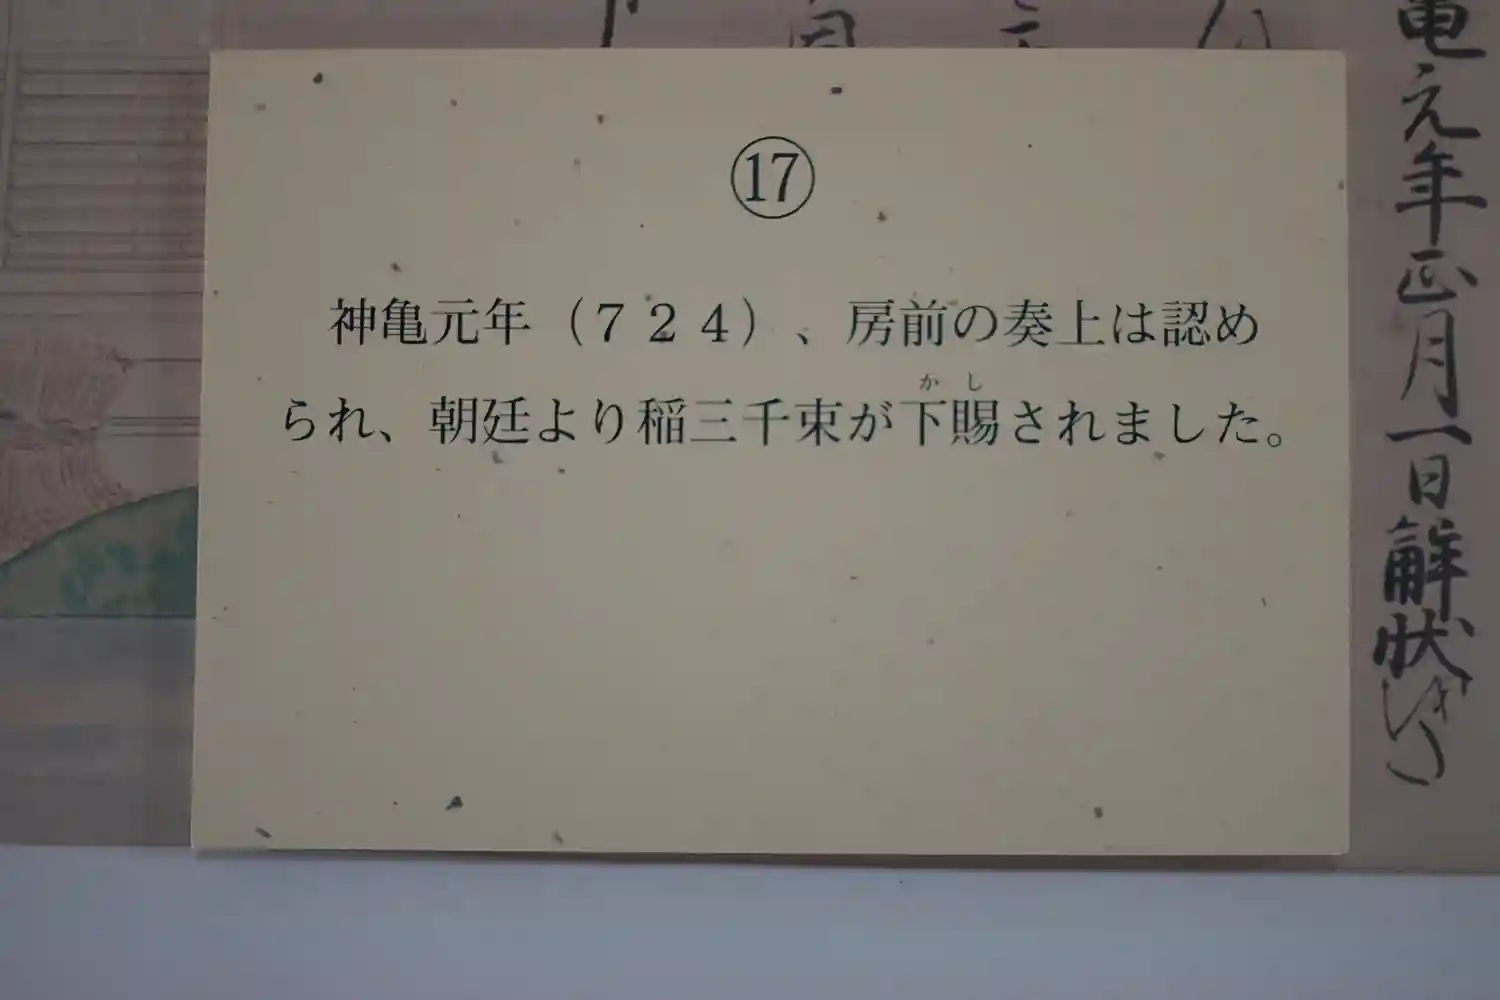 ⑰
神亀元年（７２４）、房前の奏上は認め
られ、朝廷より稲三千束が下賜されました。
かし
亀元年正月一日解状